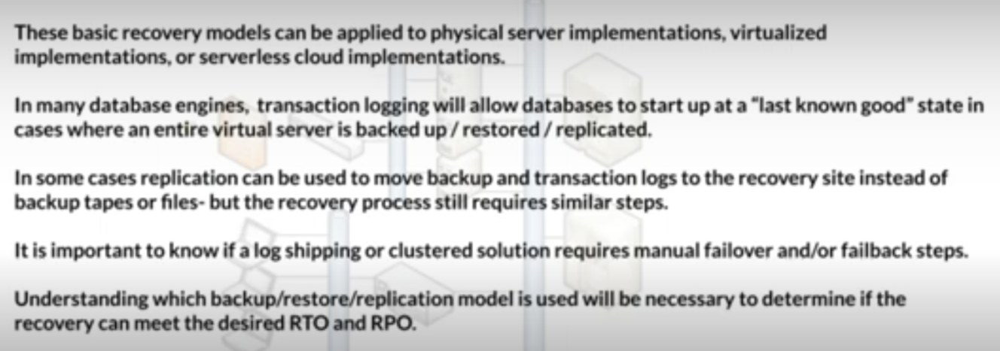 These basic recovery models can be applied to physical server implementations, virtualized
implementations, or serverless cloud implementations.
In many database engines, transaction logging will allow databases to start up at a "last known good" state in
cases where an entire virtual server is backed up / restored / replicated.
In some cases replication can be used to move backup and transaction logs to the recovery site instead of
backup tapes or files- but the recovery process still requires similar steps.
It is important to know if a log shipping or clustered solution requires manual failover and/or failback steps.
Understanding which backup/restore/replication model is used will be necessary to determine if the
recovery can meet the desired RTO and RPO.